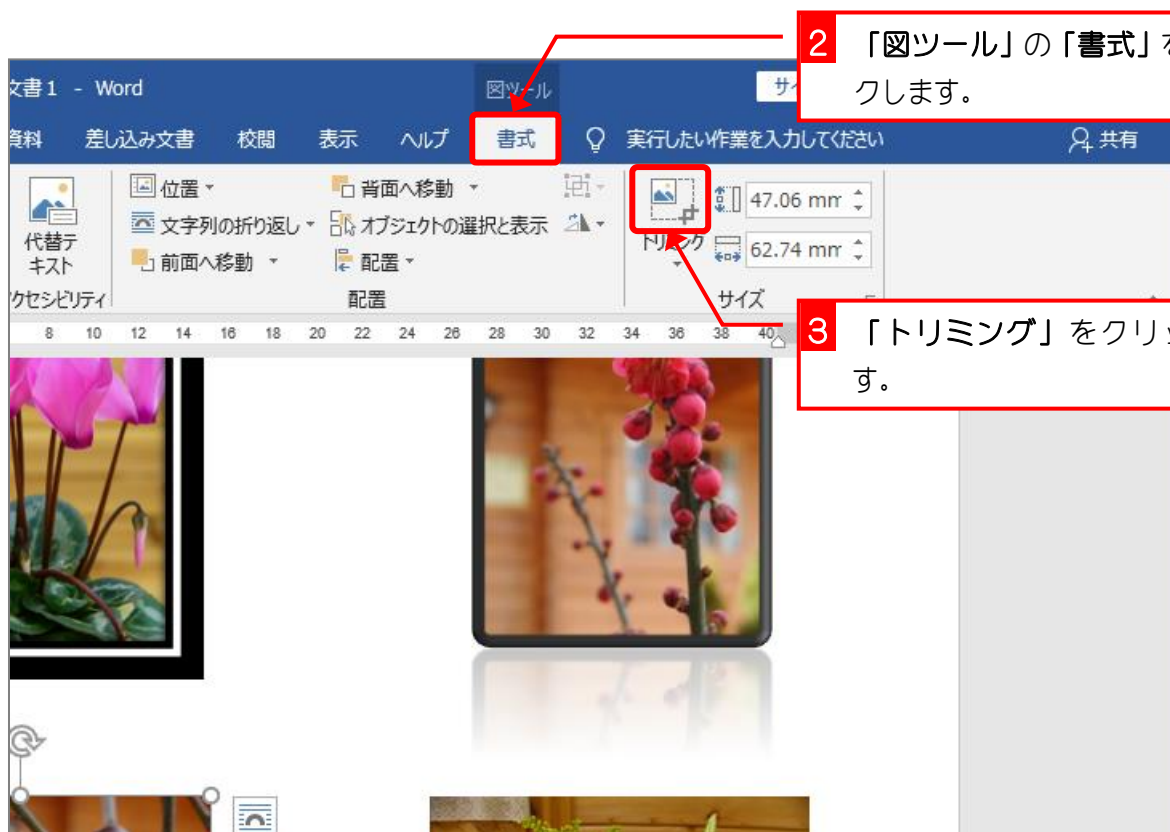 2 「図ツール」の「書式」を
クします。
文書1 - Word 図ツール サ
資料 差し込み文書 校閲 表示 ヘルプ 書式 実行したい作業を入力してください 共有
位置 背景へ移動 47.06 mm
文字列の折り返し オブジェクトの選択と表示
代替テ
キスト
トリミング
前面へ移動 配置 62.74 mm
クセシビリティ 配置 サイズ
8 10 12 14 16 18 20 22 24 26 28 30 32 34 36 38 40
3 「トリミング」をクリッ
す。